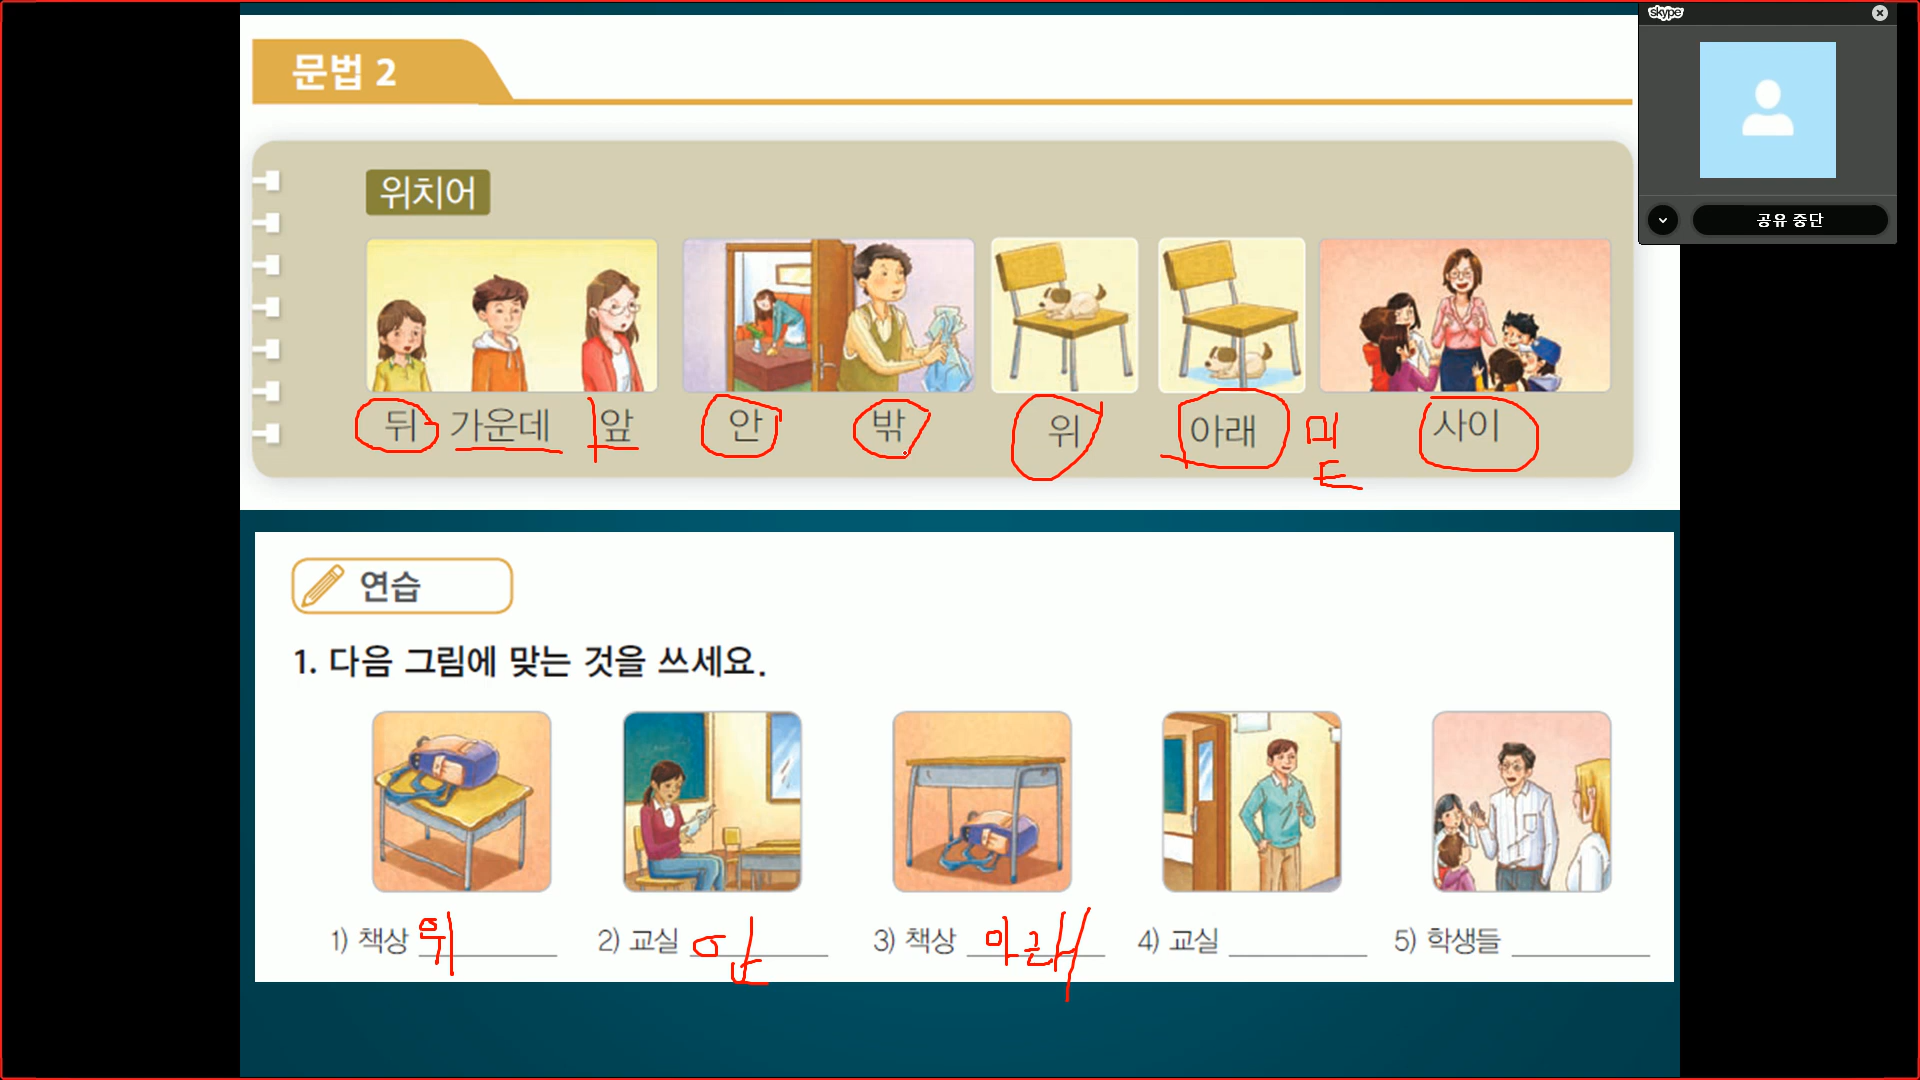 skype
공유 중단
문법 2
위치어
뒤 가운데 앞 안 밖 위 아래 밑 사이
연습
1. 다음 그림에 맞는 것을 쓰세요.
1) 책상 위 2) 교실 안 3) 책상 아래 4) 교실 5) 학생들